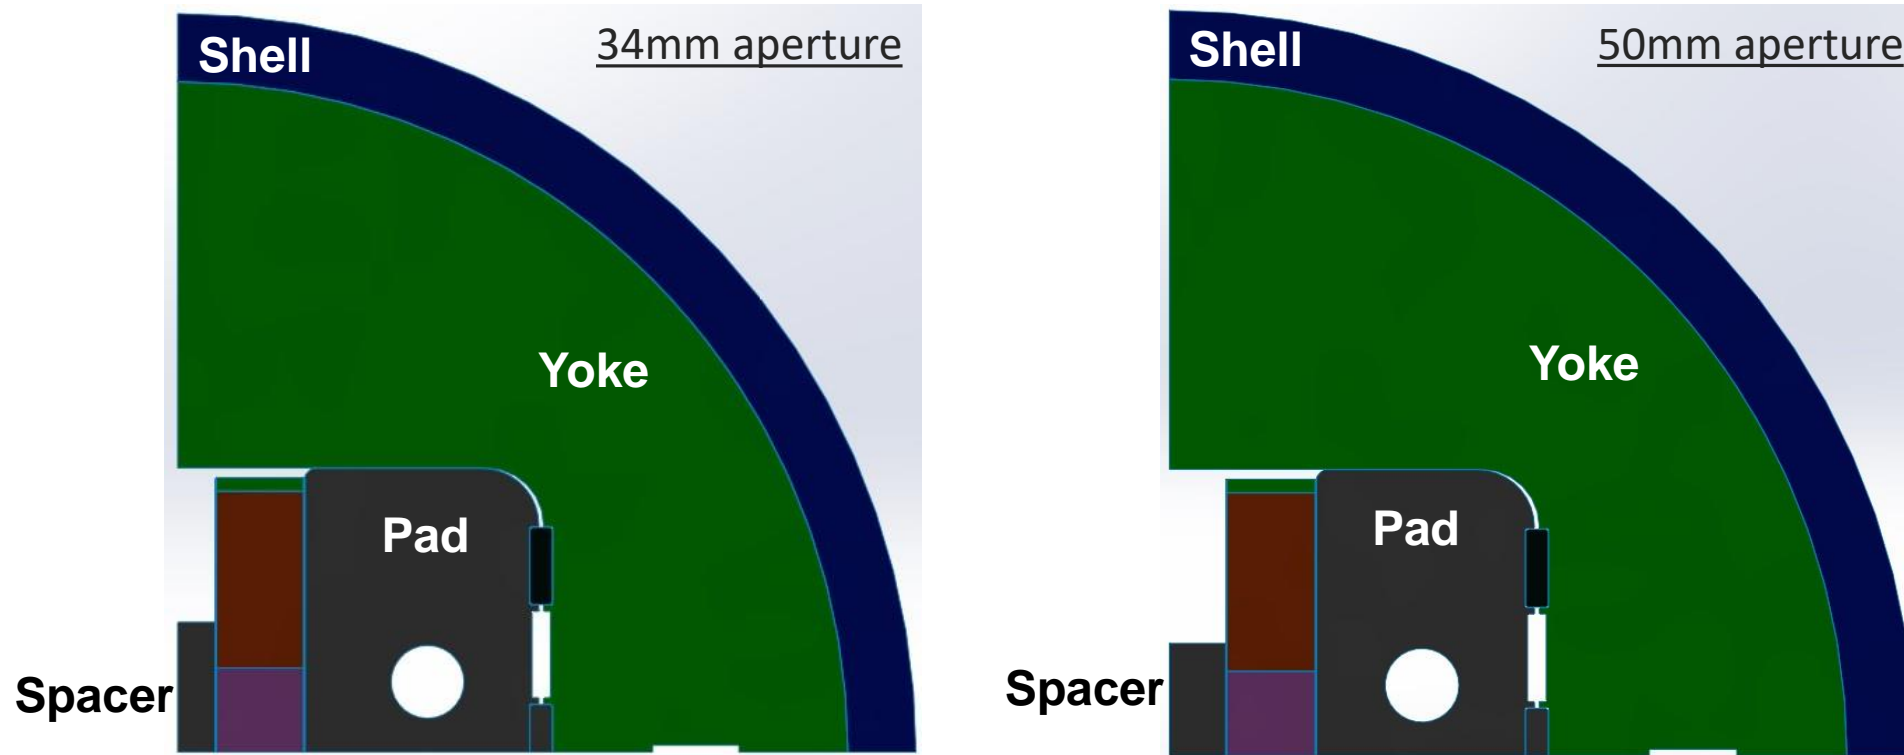 Shell
34mm aperture
Yoke
Pad
Spacer
Shell
50mm aperture
Yoke
Pad
Spacer